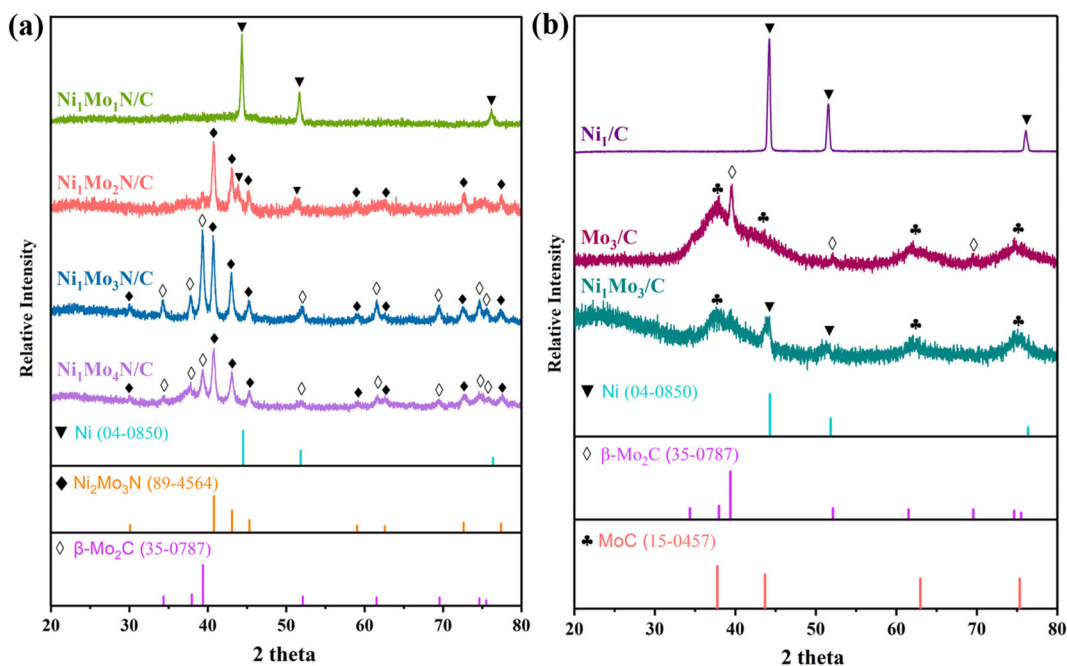 (a)
Ni₁Mo₁N/C
Ni₁Mo₂N/C
Ni₁Mo₃N/C
Ni₁Mo₄N/C
Ni (04-0850)
Ni₂Mo₃N (89-4564)
β-Mo₂C (35-0787)
Relative Intensity
20 30 40 50 60 70 80
2 theta
(b)
Ni₁/C
Mo₃/C
Ni₁Mo₃/C
Ni (04-0850)
β-Mo₂C (35-0787)
MoC (15-0457)
Relative Intensity
20 30 40 50 60 70 80
2 theta